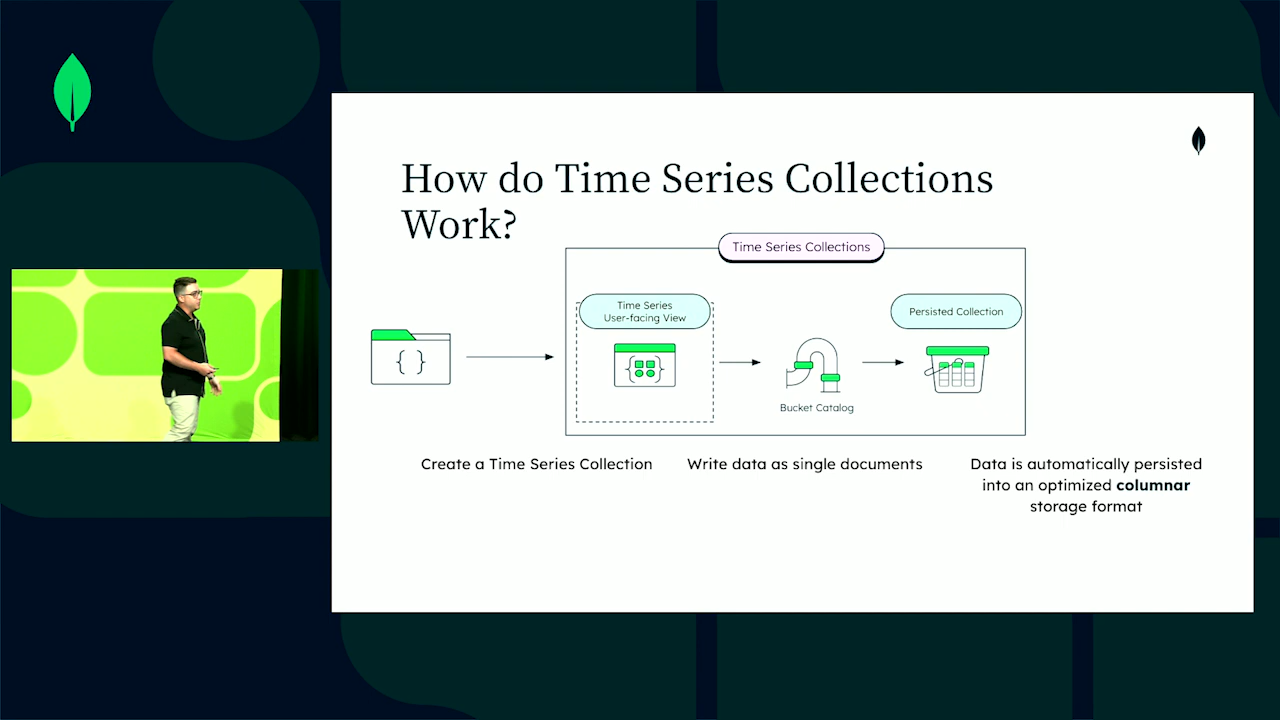 How do Time Series Collections
Work?
Time Series Collections
Time Series
User-facing View
Persisted Collection
{ }
Bucket Catalog
Create a Time Series Collection
Write data as single documents
Data is automatically persisted
into an optimized columnar
storage format